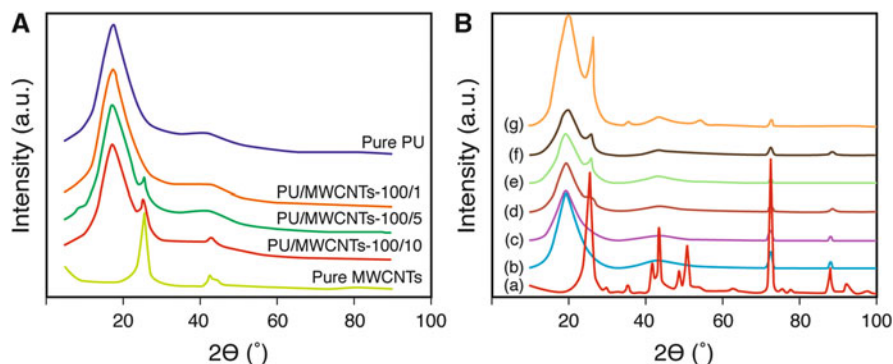 A
Intensity (a.u.)
Pure PU
PU/MWCNTs-100/1
PU/MWCNTs-100/5
PU/MWCNTs-100/10
Pure MWCNTs
20 40 60 80 100
2Θ (°)
B
Intensity (a.u.)
(g)
(f)
(e)
(d)
(c)
(b)
(a)
20 40 60 80 100
2Θ (°)